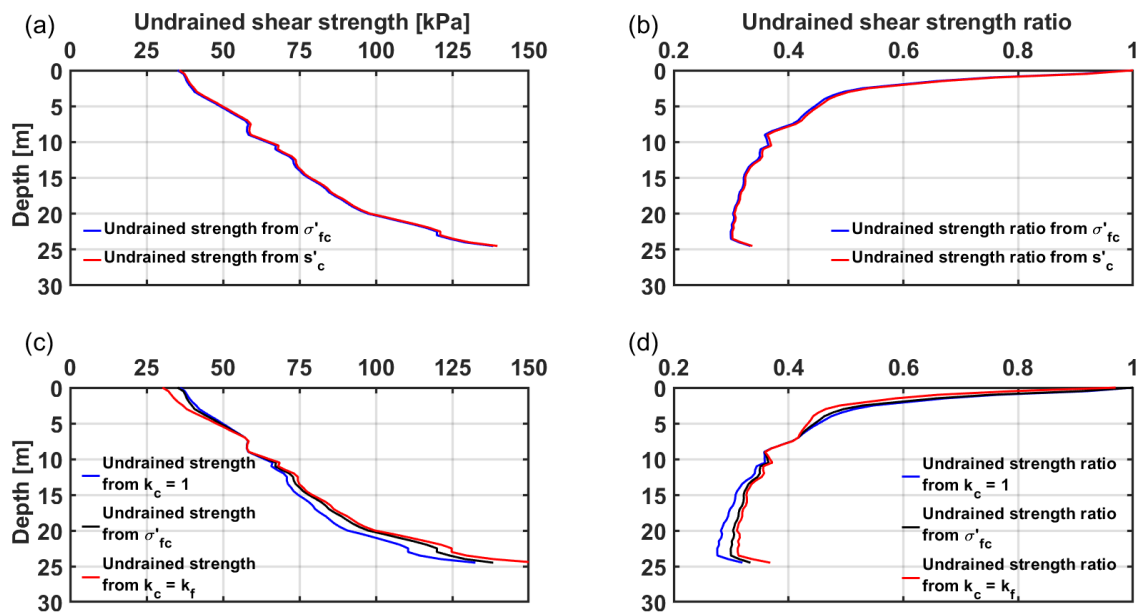 (a)
Undrained shear strength [kPa]
0 25 50 75 100 125 150
Depth [m]
0
5
10
15
20
25
30
Undrained strength from σ'fc
Undrained strength from s'c
(b)
Undrained shear strength ratio
0.2 0.4 0.6 0.8 1
0
5
10
15
20
25
30
Undrained strength ratio from σ'fc
Undrained strength ratio from s'c
(c)
0 25 50 75 100 125 150
Depth [m]
0
5
10
15
20
25
30
Undrained strength
from kc = 1
Undrained strength
from σ'fc
Undrained strength
from kc = kf
(d)
0.2 0.4 0.6 0.8 1
0
5
10
15
20
25
30
Undrained strength ratio
from kc = 1
Undrained strength ratio
from σ'fc
Undrained strength ratio
from kc = kf